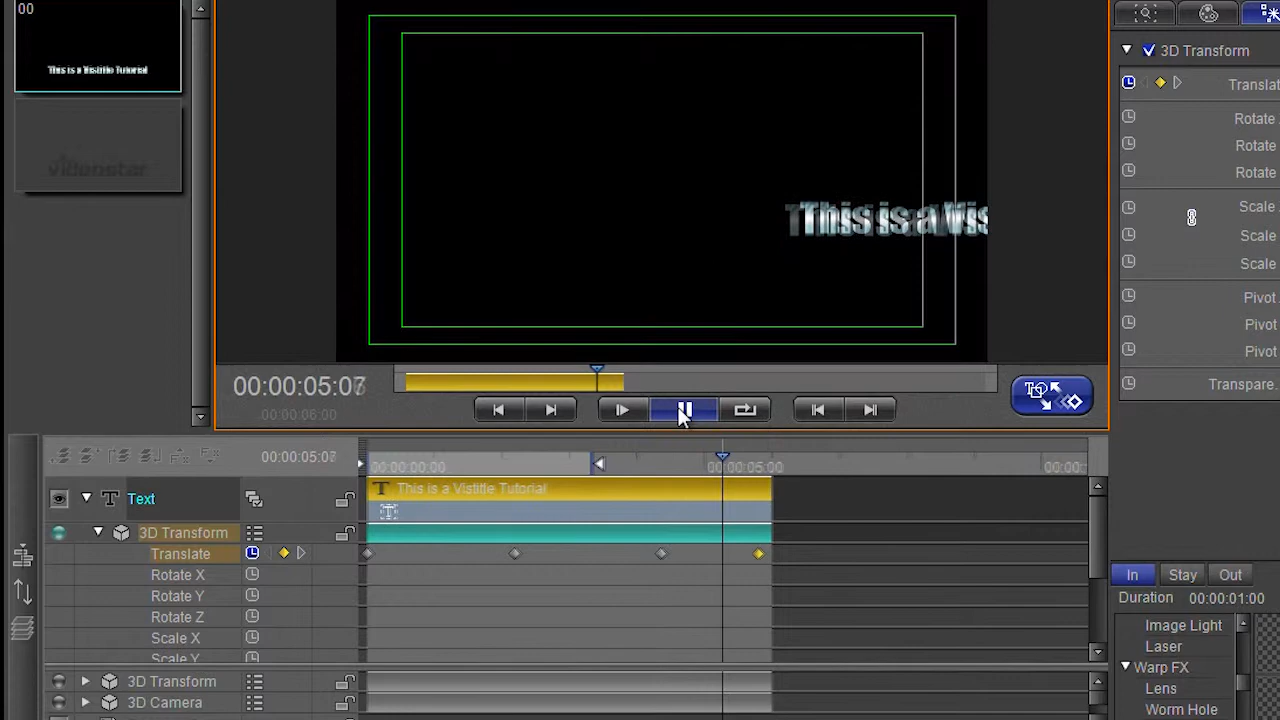 00
This is a Vistitle Tutorial
This is a Vis
00:00:05:07
00:00:06:00
3D Transform
Translat
Rotate
Rotate
Rotate
Scale
Scale
Scale
Pivot
Pivot
Pivot
Transpare.
00:00:05:07
00:00:00:00
00:00:05:00
00:00:
Text
T This is a Vistitle Tutorial
T
3D Transform
Translate
Rotate X
Rotate Y
Rotate Z
Scale X
Scale Y
3D Transform
3D Camera
In
Stay
Out
Duration 00:00:01:00
Image Light
Laser
Warp FX
Lens
Worm Hole